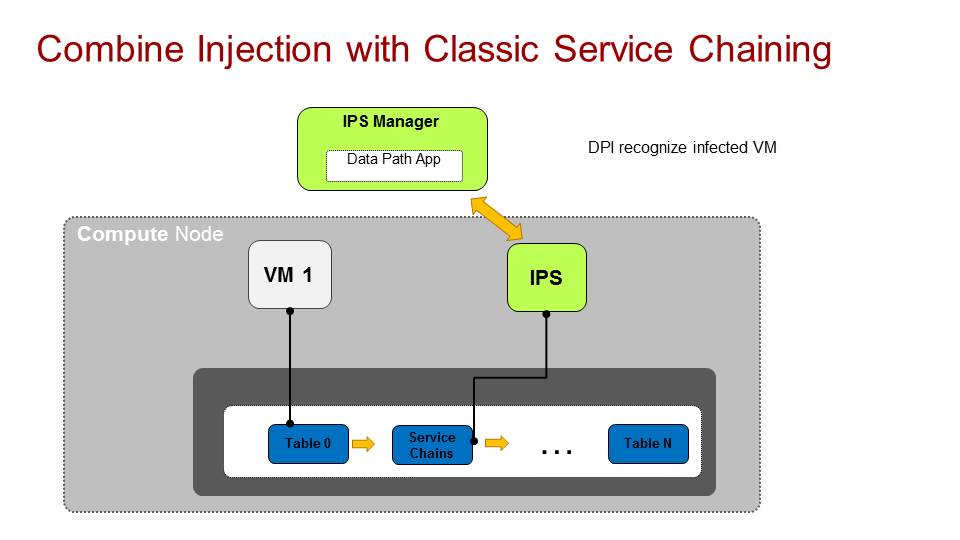 Combine Injection with Classic Service Chaining
IPS Manager
Data Path App
DPI recognize infected VM
Compute Node
VM 1
IPS
Table 0
Service
Chains
...
Table N